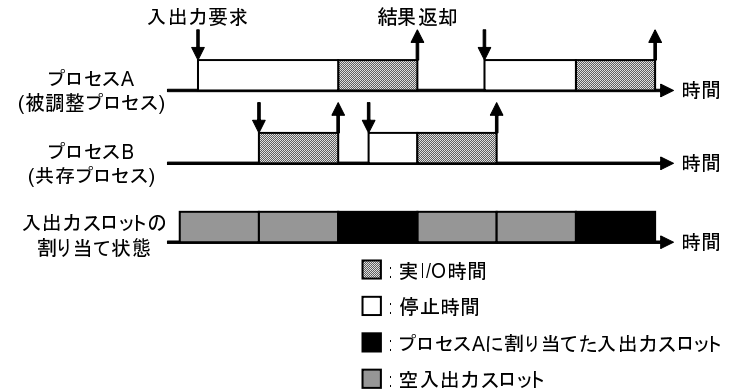 入出力要求
結果返却
プロセスA
(被調整プロセス)
時間
プロセスB
(共存プロセス)
時間
入出力スロットの
割り当て状態
時間
: 実I/O時間
: 停止時間
: プロセスAに割り当てた入出力スロット
: 空入出力スロット